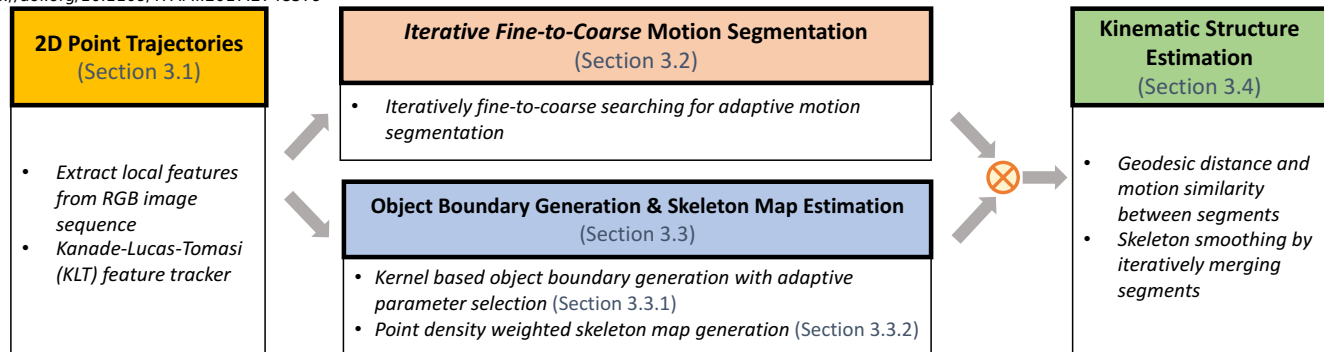 2D Point Trajectories
(Section 3.1)
• Extract local features
from RGB image
sequence
• Kanade-Lucas-Tomasi
(KLT) feature tracker
Iterative Fine-to-Coarse Motion Segmentation
(Section 3.2)
• Iteratively fine-to-coarse searching for adaptive motion
segmentation
Object Boundary Generation & Skeleton Map Estimation
(Section 3.3)
• Kernel based object boundary generation with adaptive
parameter selection (Section 3.3.1)
• Point density weighted skeleton map generation (Section 3.3.2)
Kinematic Structure
Estimation
(Section 3.4)
• Geodesic distance and
motion similarity
between segments
• Skeleton smoothing by
iteratively merging
segments